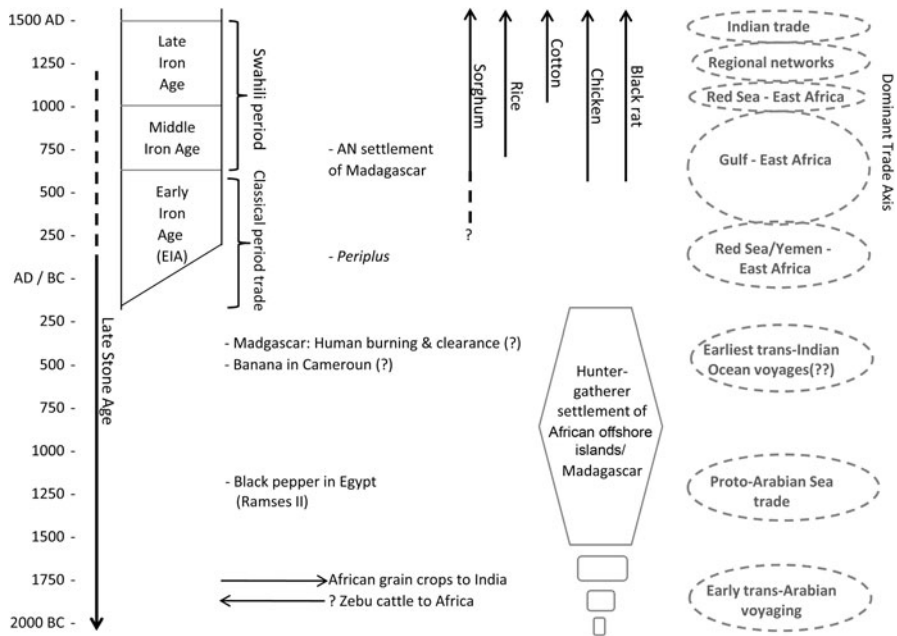 1500 AD -
1250 -
1000 -
750 -
500 -
250 -
AD / BC -
250 -
500 -
750 -
1000 -
1250 -
1500 -
1750 -
2000 BC -
Late Stone Age
Late
Iron
Age
Middle
Iron Age
Early
Iron
Age
(EIA)
Swahili period
Classical period trade
- AN settlement
of Madagascar
- Periplus
- Madgascar: Human burning & clearance (?)
- Banana in Cameroun (?)
- Black pepper in Egypt
(Ramses II)
African grain crops to India
? Zebu cattle to Africa
Sorghum
?
Rice
Cotton
Chicken
Black rat
Hunter-
gatherer
settlement of
African offshore
islands/
Madagascar
Indian trade
Regional networks
Red Sea - East Africa
Gulf - East Africa
Red Sea/Yemen -
East Africa
Earliest trans-Indian
Ocean voyages(??)
Proto-Arabian Sea
trade
Early trans-Arabian
voyaging
Dominant Trade Axis